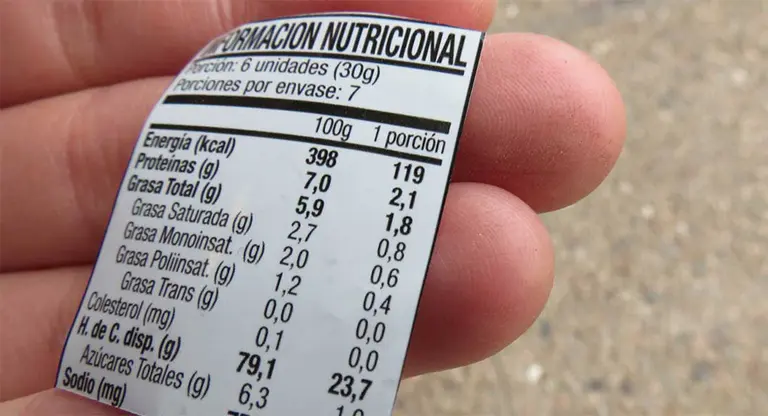 INFORMACION NUTRICIONAL
Porción: 6 unidades (30g)
Porciones por envase: 7
100g 1 porción
Energía (kcal) 398 119
Proteínas (g) 7,0 2,1
Grasa Total (g) 5,9 1,8
Grasa Saturada (g) 2,7 0,8
Grasa Monoinsat. (g) 2,0 0,6
Grasa Poliinsat. (g) 1,2 0,4
Grasa Trans (g) 0,0 0,0
Colesterol (mg) 0,1 0,0
H. de C. disp. (g) 79,1 23,7
Azúcares Totales (g) 6,3
Sodio (mg)